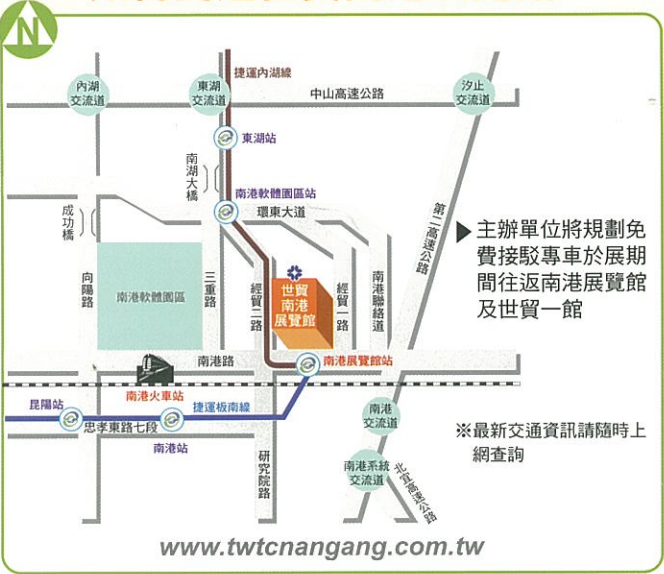 N
捷運內湖線
內湖
交流道
東湖
交流道
中山高速公路
汐止
交流道
東湖站
南湖大橋
南港軟體園區站
環東大道
成功橋
第二高速公路
向陽路
南港軟體園區
三重路
經貿二路
世貿
南港
展覽館
經貿一路
南港聯絡道
▶主辦單位將規劃免
費接駁專車於展期
間往返南港展覽館
及世貿一館
南港路
南港展覽館站
南港火車站
昆陽站
捷運板南線
忠孝東路七段
南港站
南港
交流道
※最新交通資訊請隨時上
網查詢
研究院路
南港系統
交流道
北宜高速公路
www.twtcnangang.com.tw